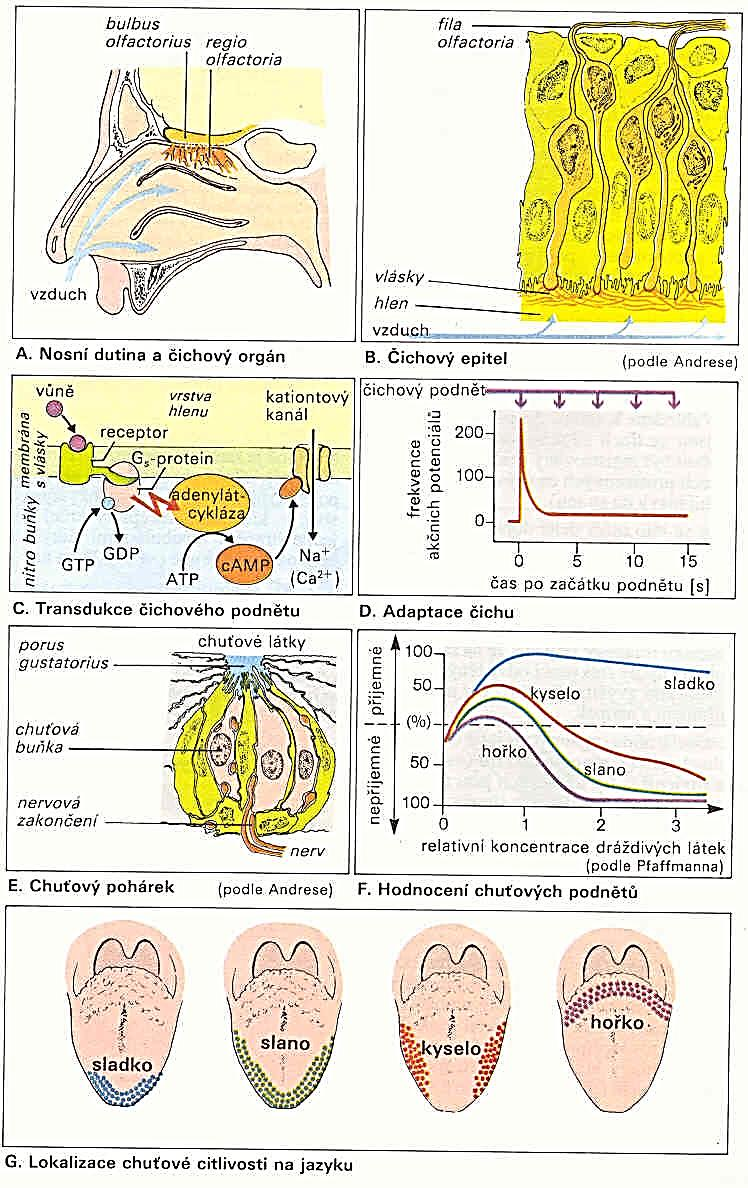 bulbus
olfactorius
regio
olfactoria
vzduch
A. Nosní dutina a čichový orgán
fila
olfactoria
vlásky
hlen
vzduch
B. Čichový epitel
(podle Andrese)
vůně
vrstva
hlenu
kationtový
kanál
membrána
s vlásky
receptor
Gs-protein
adenylát-
cykláza
nitro buňky
GTP
GDP
ATP
cAMP
Na+
(Ca2+)
C. Transdukce čichového podnětu
čichový podnět
frekvence
akčních potenciálů
200
100
0
0 5 10 15
čas po začátku podnětu [s]
D. Adaptace čichu
porus
gustatorius
chuťové látky
chuťová
buňka
nervová
zakončení
nerv
E. Chuťový pohárek
(podle Andrese)
příjemné
nepříjemné
100
50
(%)
50
100
sladko
kyselo
hořko
slano
0 1 2 3
relativní koncentrace dráždivých látek
(podle Pfaffmanna)
F. Hodnocení chuťových podnětů
sladko
slano
kyselo
hořko
G. Lokalizace chuťové citlivosti na jazyku